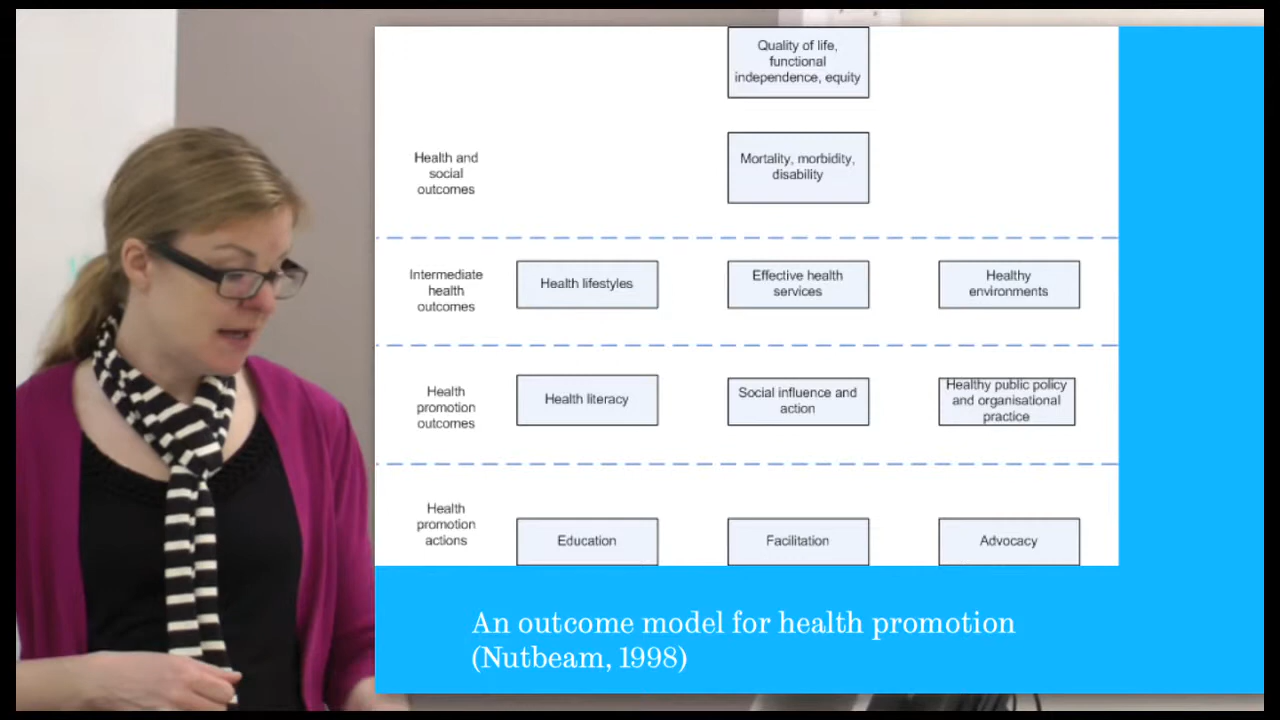 Quality of life,
functional
independence, equity
Health and
social
outcomes
Mortality, morbidity,
disability
Intermediate
health
outcomes
Health lifestyles
Effective health
services
Healthy
environments
Health
promotion
outcomes
Health literacy
Social influence and
action
Healthy public policy
and organisational
practice
Health
promotion
actions
Education
Facilitation
Advocacy
An outcome model for health promotion
(Nutbeam, 1998)